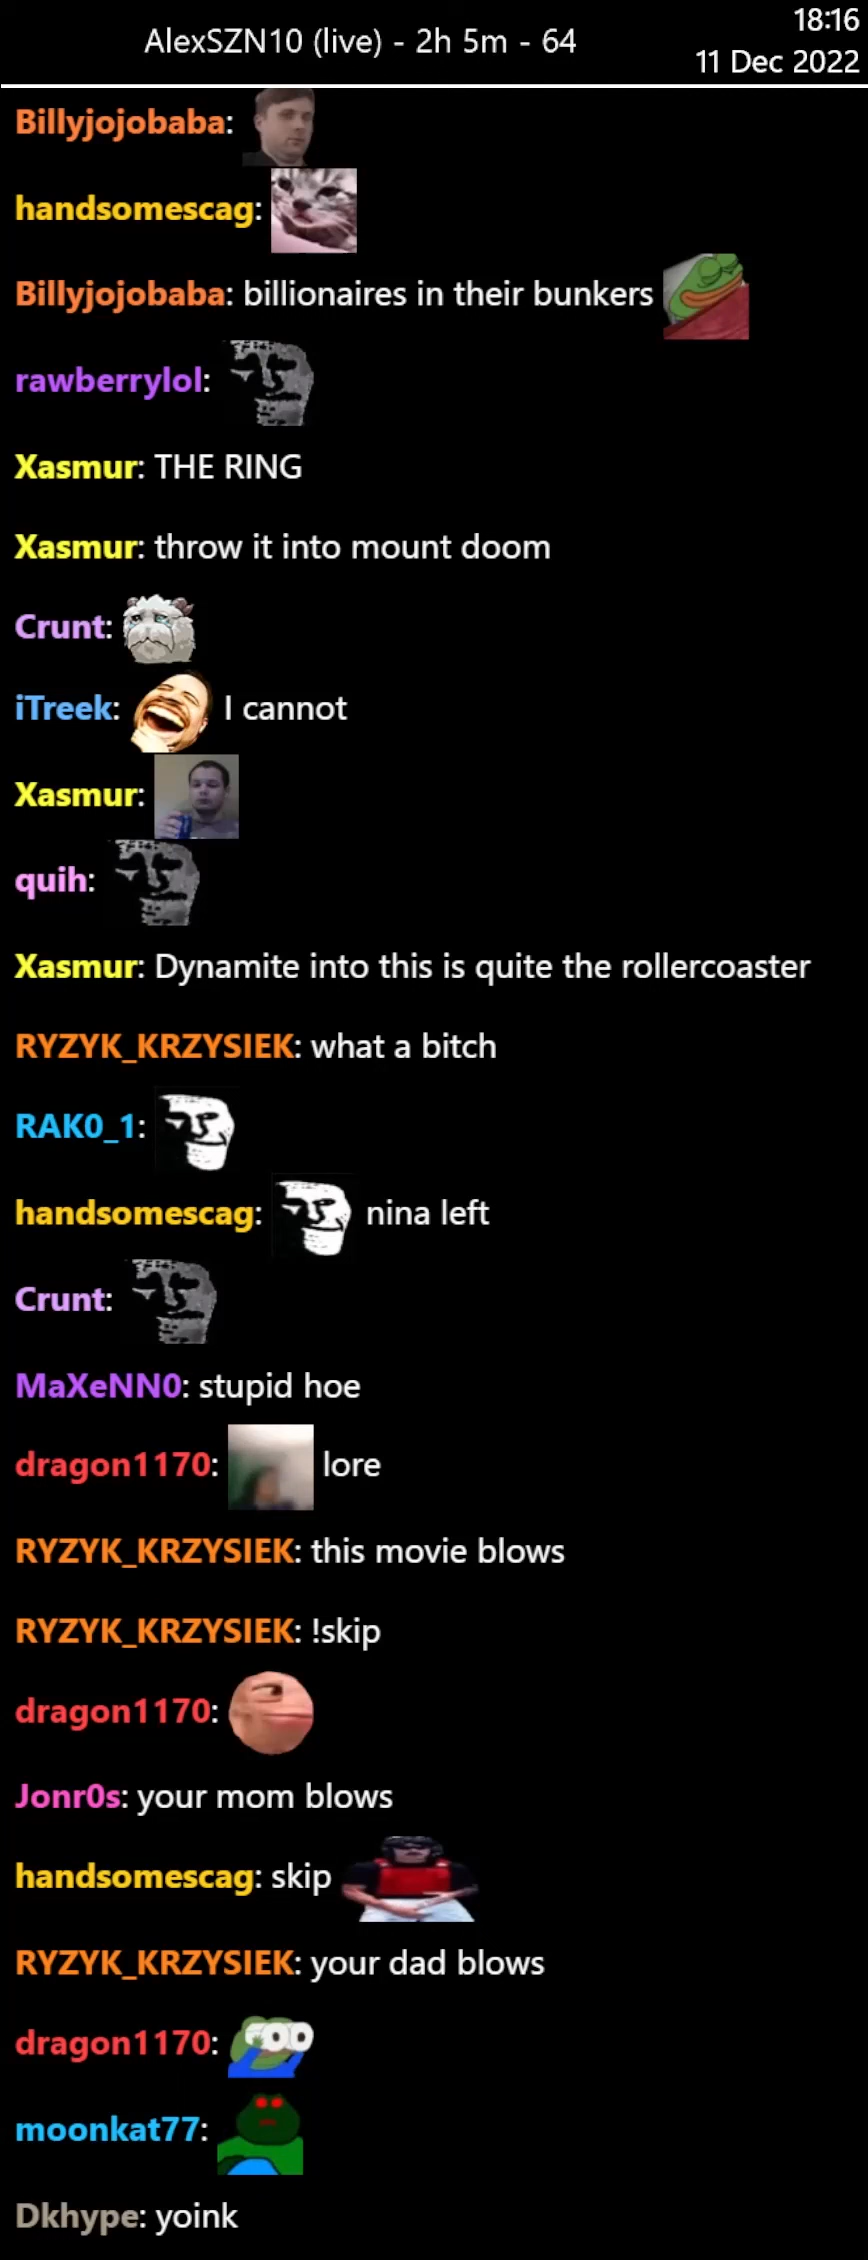 AlexSZN10 (live) - 2h 5m - 64
18:16
11 Dec 2022
Billyjojobaba:
handsomescag:
Billyjojobaba: billionaires in their bunkers
rawberrylol:
Xasmur: THE RING
Xasmur: throw it into mount doom
Crunt:
iTreek: I cannot
Xasmur:
quih:
Xasmur: Dynamite into this is quite the rollercoaster
RYZYK_KRZYSIEK: what a bitch
RAK0_1:
handsomescag: nina left
Crunt:
MaXeNN0: stupid hoe
dragon1170: lore
RYZYK_KRZYSIEK: this movie blows
RYZYK_KRZYSIEK: !skip
dragon1170:
Jonr0s: your mom blows
handsomescag: skip
RYZYK_KRZYSIEK: your dad blows
dragon1170:
moonkat77:
Dkhype: yoink